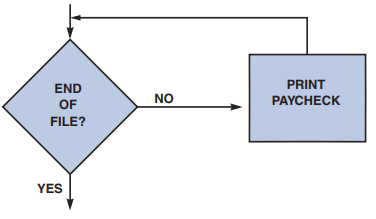 END
OF
FILE?
NO
PRINT
PAYCHECK
YES